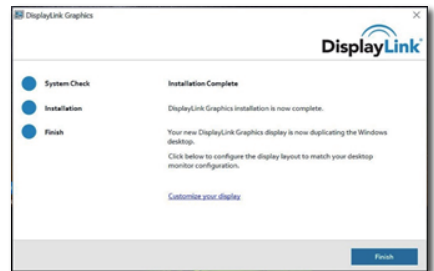 DisplayLink Graphics
DisplayLink
System Check
Installation Complete
Installation
DisplayLink Graphics installation is now complete.
Finish
Your new DisplayLink Graphics display is now duplicating the Windows
desktop.
Click below to configure the display layout to match your desktop
monitor configuration.
Customize your display
Finish